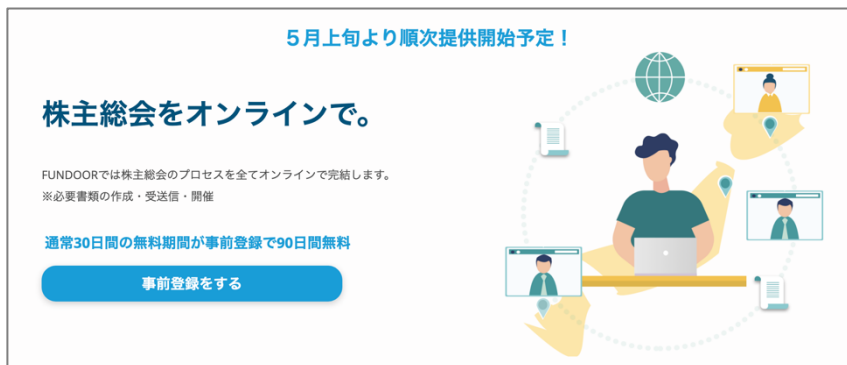 ５月上旬より順次提供開始予定！
株主総会をオンラインで。
FUNDOORでは株主総会のプロセスを全てオンラインで完結します。
※必要書類の作成・受送信・開催
通常30日間の無料期間が事前登録で90日間無料
事前登録をする